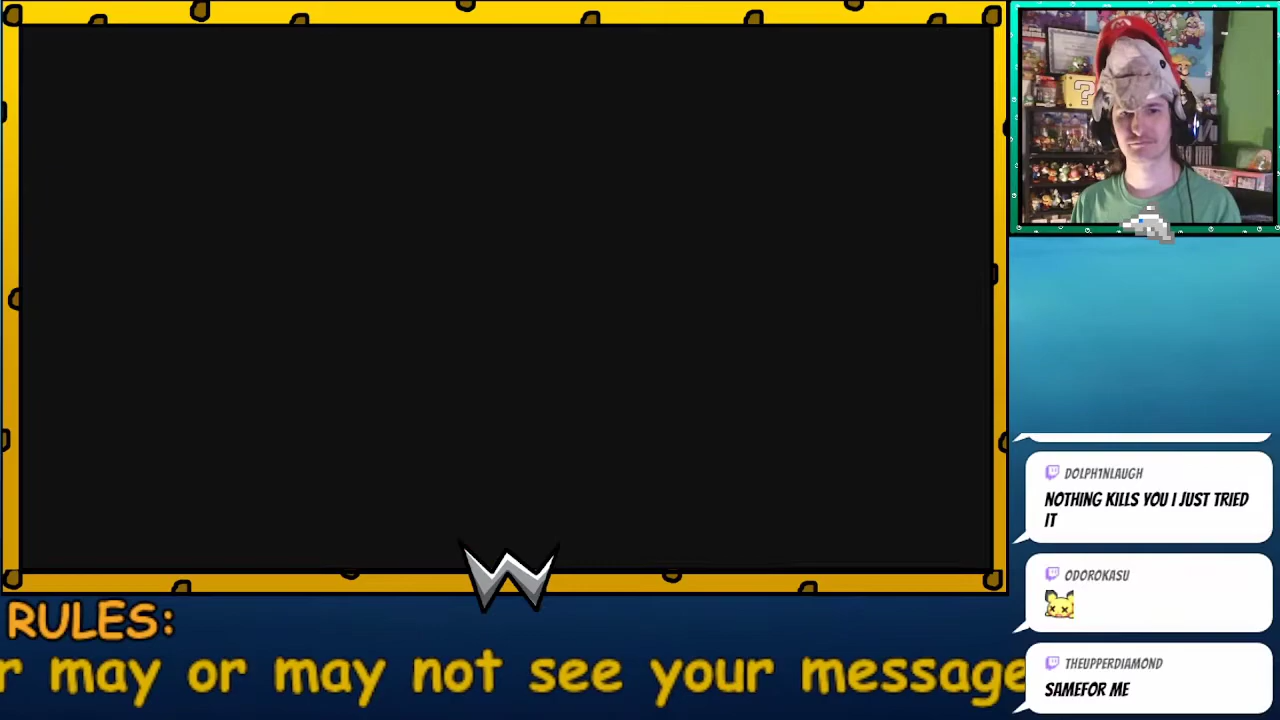 ?
W
DOLPH1NLAUGH
NOTHING KILLS YOU I JUST TRIED
IT
ODOROKASU
THEUPPERDIAMOND
SAMEFOR ME
RULES:
r may or may not see your message